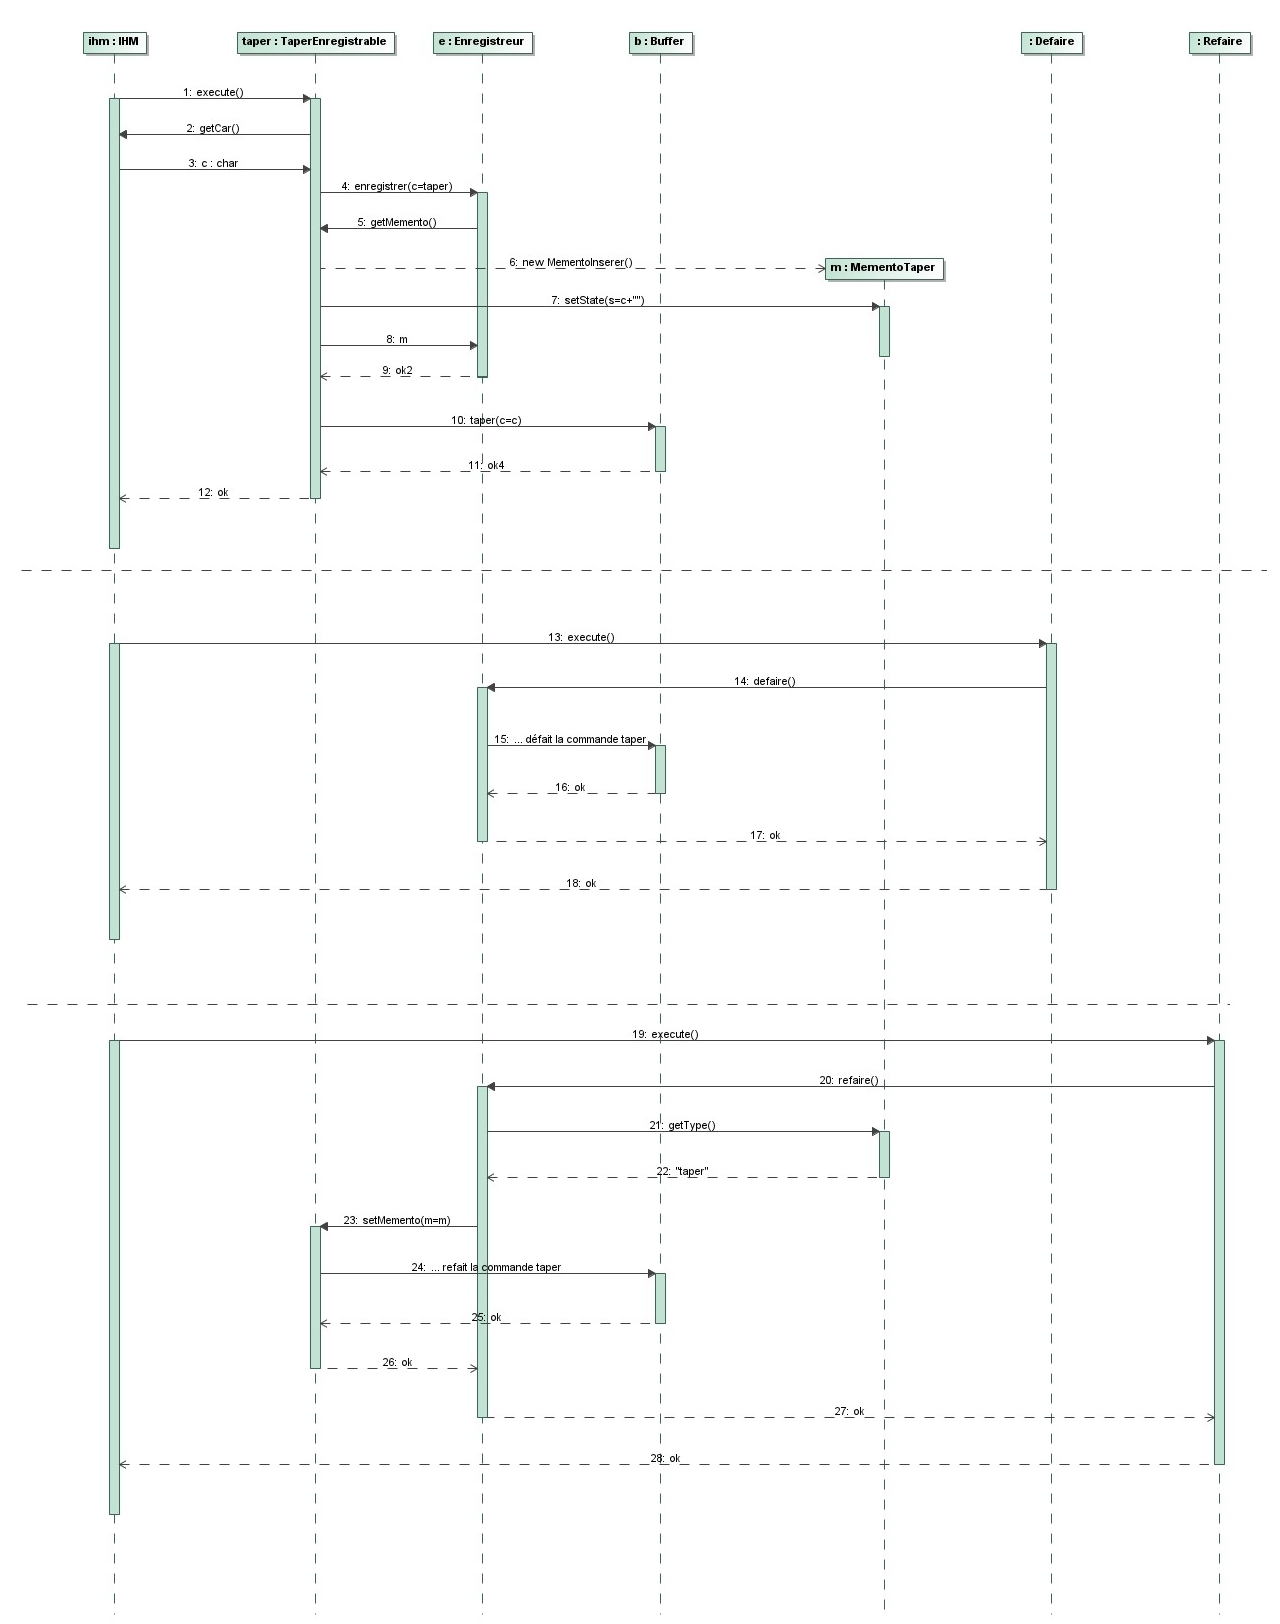 ihm : IHM
taper : TaperEnregistrable
e : Enregistreur
b : Buffer
: Defaire
: Refaire
1: execute()
2: getCar()
3: c : char
4: enregistrer(c=taper)
5: getMemento()
6: new MementoInserer()
m : MementoTaper
7: setState(s=c+"")
8: m
9: ok2
10: taper(c=c)
11: ok4
12: ok
13: execute()
14: defaire()
15: ... défait la commande taper
16: ok
17: ok
18: ok
19: execute()
20: refaire()
21: getType()
22: "taper"
23: setMemento(m=m)
24: ... refait la commande taper
25: ok
26: ok
27: ok
28: ok